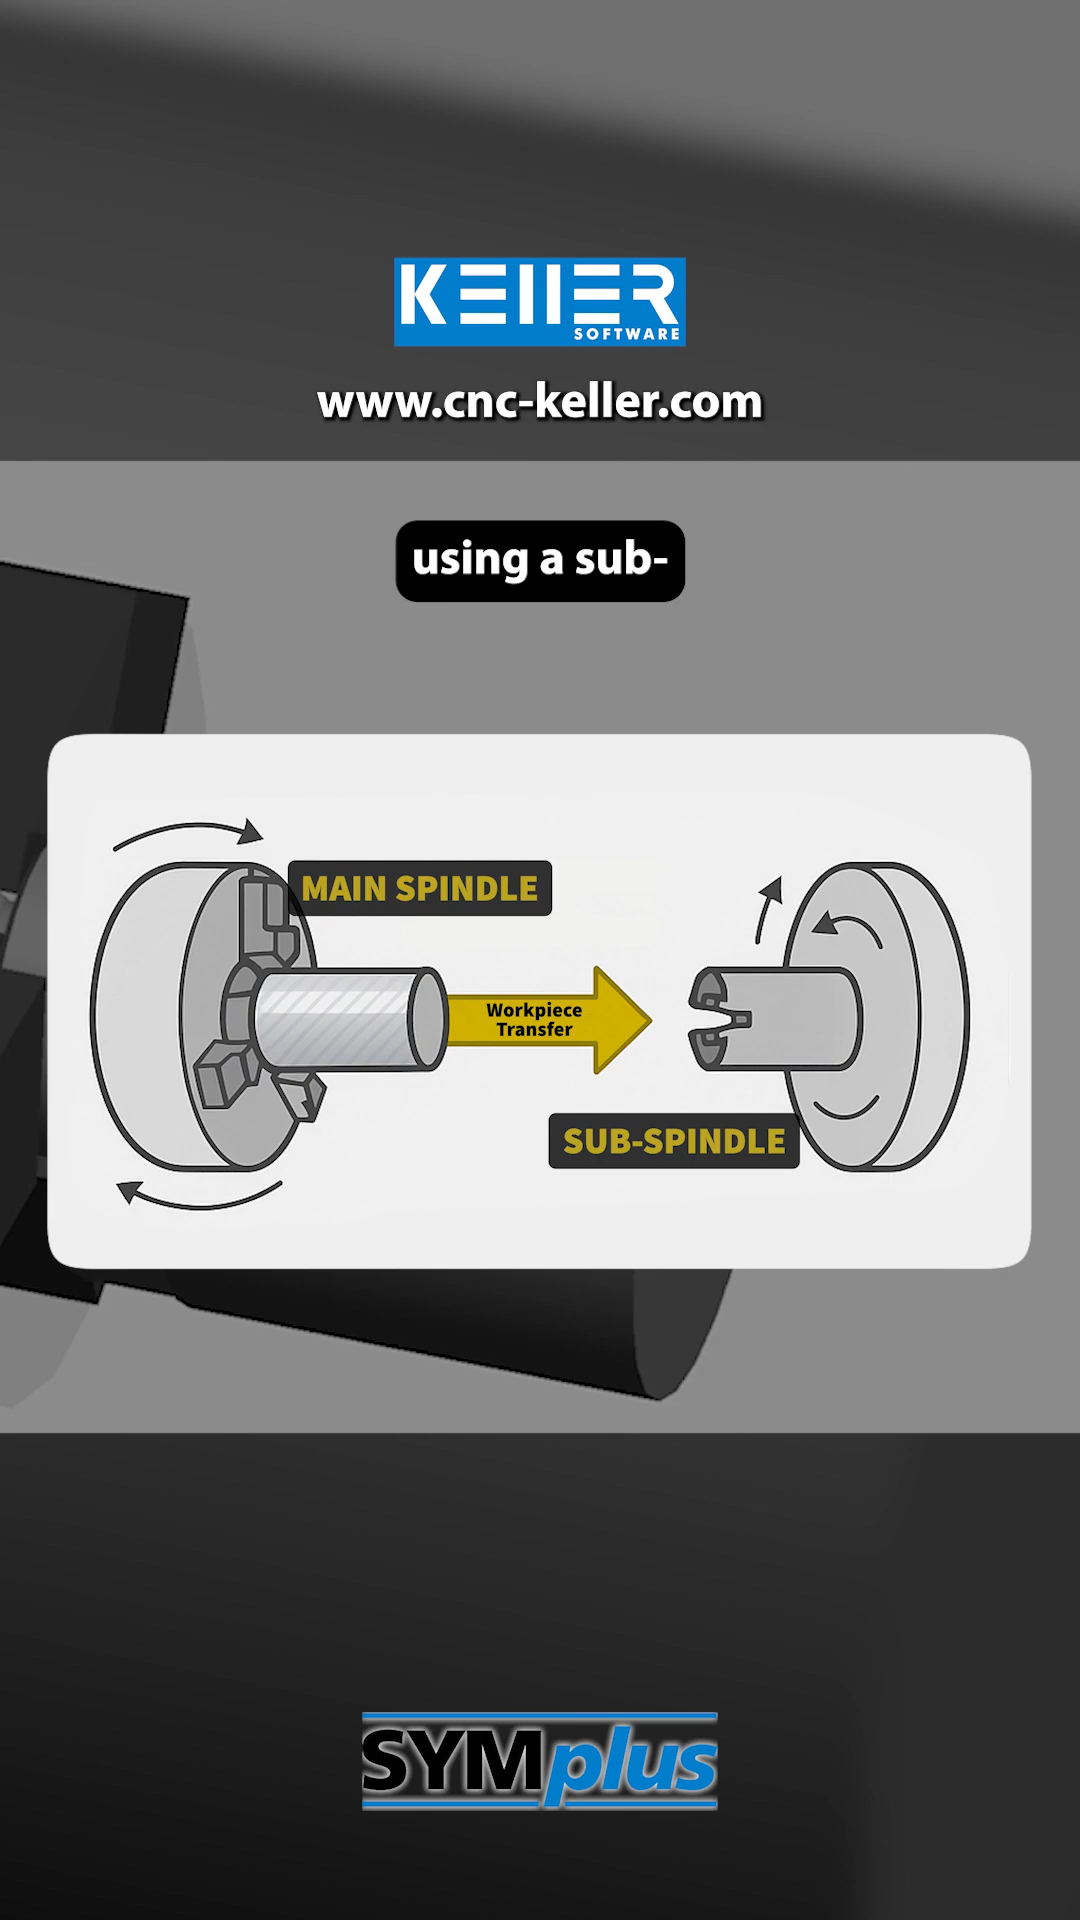 KELLER
SOFTWARE
www.cnc-keller.com
using a sub-
MAIN SPINDLE
Workpiece
Transfer
SUB-SPINDLE
SYMplus